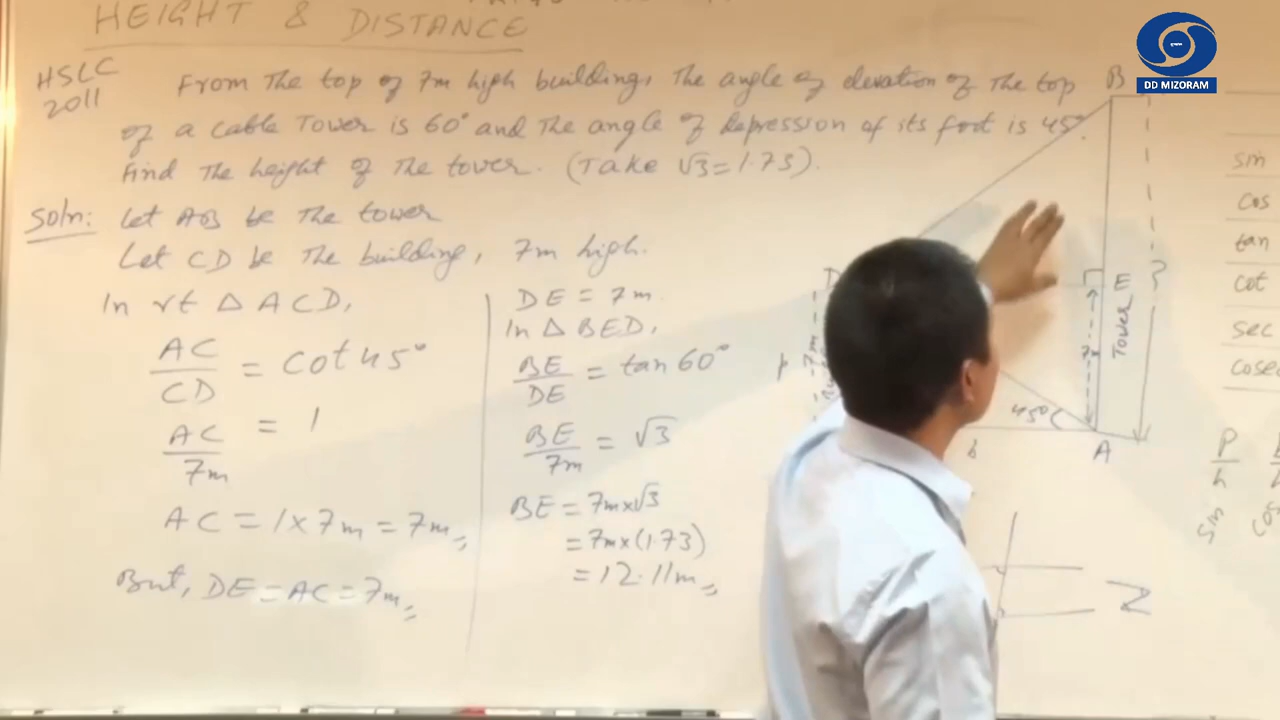 HEIGHT & DISTANCE
DD MIZORAM
HSLC
2011
From the top of 7m high building, the angle of elevation of the top
of a cable Tower is 60° and the angle of depression of its foot is 45°.
Find the height of the tower. (Take √3=1.73).
Soln: Let AB be the tower
Let CD be the building, 7m high.
In rt △ ACD,
AC/CD = cot 45°
AC/7m = 1
AC = 1 x 7m = 7m
But, DE = AC = 7m
DE = 7m.
In △ BED,
BE/DE = tan 60°
BE/7m = √3
BE = 7m x √3
= 7m x (1.73)
= 12.11m
B
D
E
?
7m
Tower
7m
P
45°
b
A
sin
cos
tan
cot
sec
P/h
sin